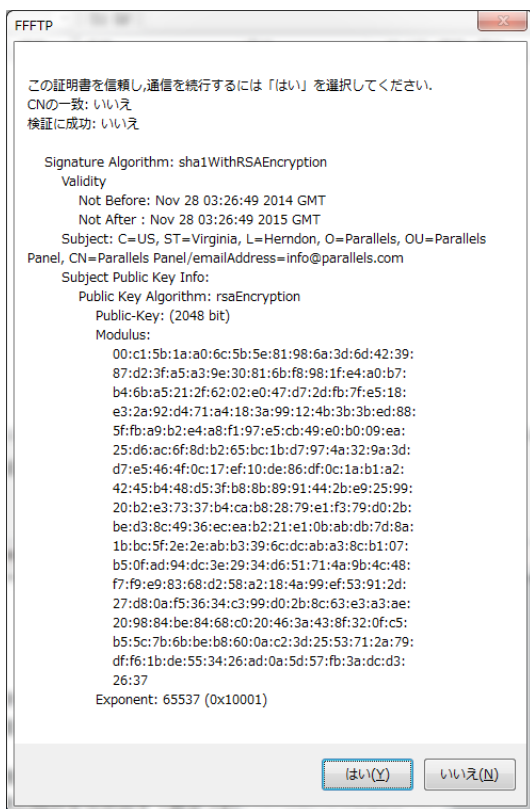 FFFTP
この証明書を信頼し,通信を続行するには「はい」を選択してください.
CNの一致: いいえ
検証に成功: いいえ
Signature Algorithm: sha1WithRSAEncryption
Validity
Not Before: Nov 28 03:26:49 2014 GMT
Not After : Nov 28 03:26:49 2015 GMT
Subject: C=US, ST=Virginia, L=Herndon, O=Parallels, OU=Parallels
Panel, CN=Parallels Panel/emailAddress=info@parallels.com
Subject Public Key Info:
Public Key Algorithm: rsaEncryption
Public-Key: (2048 bit)
Modulus:
00:c1:5b:1a:a0:6c:5b:5e:81:98:6a:3d:6d:42:39:
87:d2:3f:a5:a3:9e:30:81:6b:f8:98:1f:e4:a0:b7:
b4:6b:a5:21:2f:62:02:e0:47:d7:2d:fb:7f:e5:18:
e3:2a:92:d4:71:a4:18:3a:99:12:4b:3b:3b:ed:88:
5f:fb:a9:b2:e4:a8:f1:97:e5:cb:49:e0:b0:09:ea:
25:d6:ac:6f:8d:b2:65:bc:1b:d7:97:4a:32:9a:3d:
d7:e5:46:4f:0c:17:ef:10:de:86:df:0c:1a:b1:a2:
42:45:b4:48:d5:3f:b8:8b:89:91:44:2b:e9:25:99:
20:b2:e3:73:37:b4:ca:b8:28:79:e1:f3:79:d0:2b:
be:d3:8c:49:36:ec:ea:b2:21:e1:0b:ab:db:7d:8a:
1b:bc:5f:2e:2e:ab:b3:39:6c:dc:ab:a3:8c:b1:07:
b5:0f:ad:94:dc:3e:29:34:d6:51:71:4a:9b:4c:48:
f7:f9:e9:83:68:d2:58:a2:18:4a:99:ef:53:91:2d:
27:d8:0a:f5:36:34:c3:99:d0:2b:8c:63:e3:a3:ae:
20:98:84:be:84:68:c0:20:46:3a:43:8f:32:0f:c5:
b5:5c:7b:6b:be:b8:60:0a:c2:3d:25:53:71:2a:79:
df:f6:1b:de:55:34:26:ad:0a:5d:57:fb:3a:dc:d3:
26:37
Exponent: 65537 (0x10001)
はい(Y) いいえ(N)